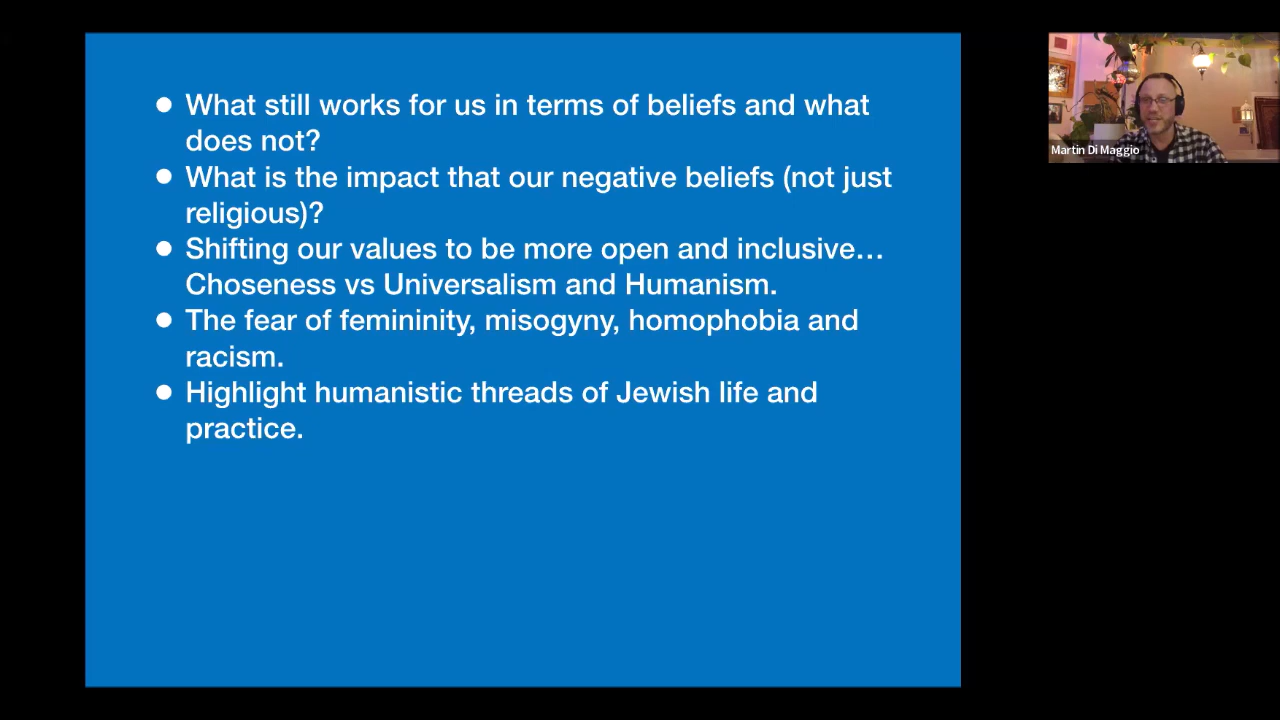 ● What still works for us in terms of beliefs and what
does not?
● What is the impact that our negative beliefs (not just
religious)?
● Shifting our values to be more open and inclusive…
Choseness vs Universalism and Humanism.
● The fear of femininity, misogyny, homophobia and
racism.
● Highlight humanistic threads of Jewish life and
practice.
Martin Di Maggio